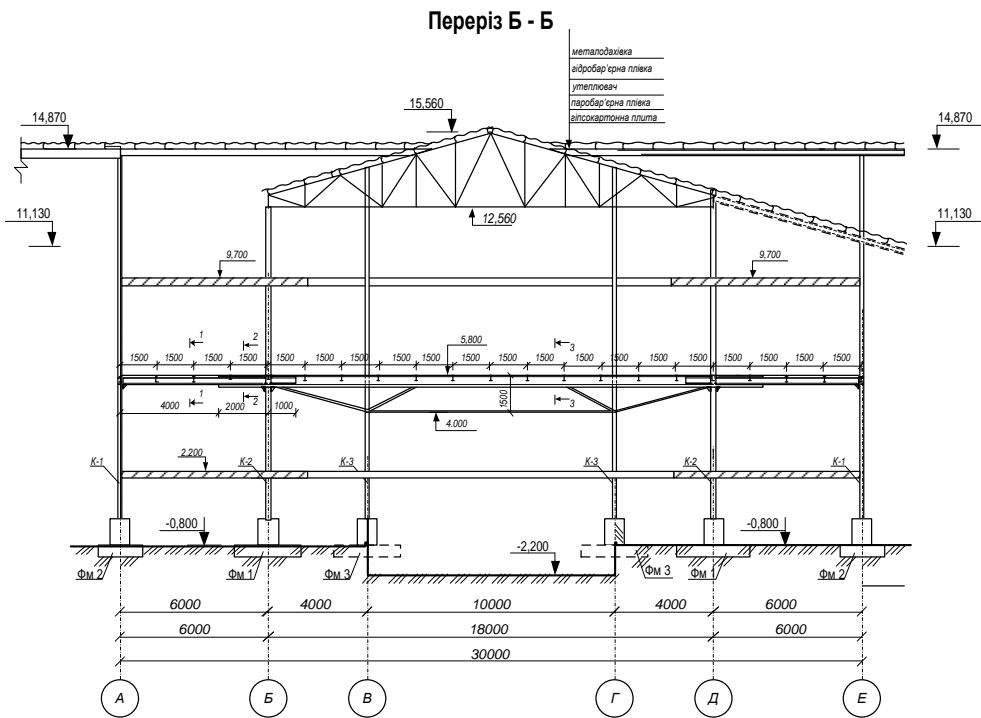 Переріз Б - Б
металодахівка
гідробар'єрна плівка
утеплювач
паробар'єрна плівка
гіпсокартонна плита
15,560
14,870
14,870
12,560
11,130
11,130
9,700
9,700
1 2 5,800 3
1500 1500 1500 1500 1500 1500 1500 1500 1500 1500 1500 1500 1500 1500 1500 1500 1500 1500 1500 1500
1500
1 2 3
4000 2000 1000
4.000
2,200
К-1 К-2 К-3 К-3 К-2 К-1
-0,800 -0,800
-2,200
Фм 2 Фм 1 Фм 3 Фм 3 Фм 1 Фм 2
6000 4000 10000 4000 6000
6000 18000 6000
30000
А Б В Г Д Е